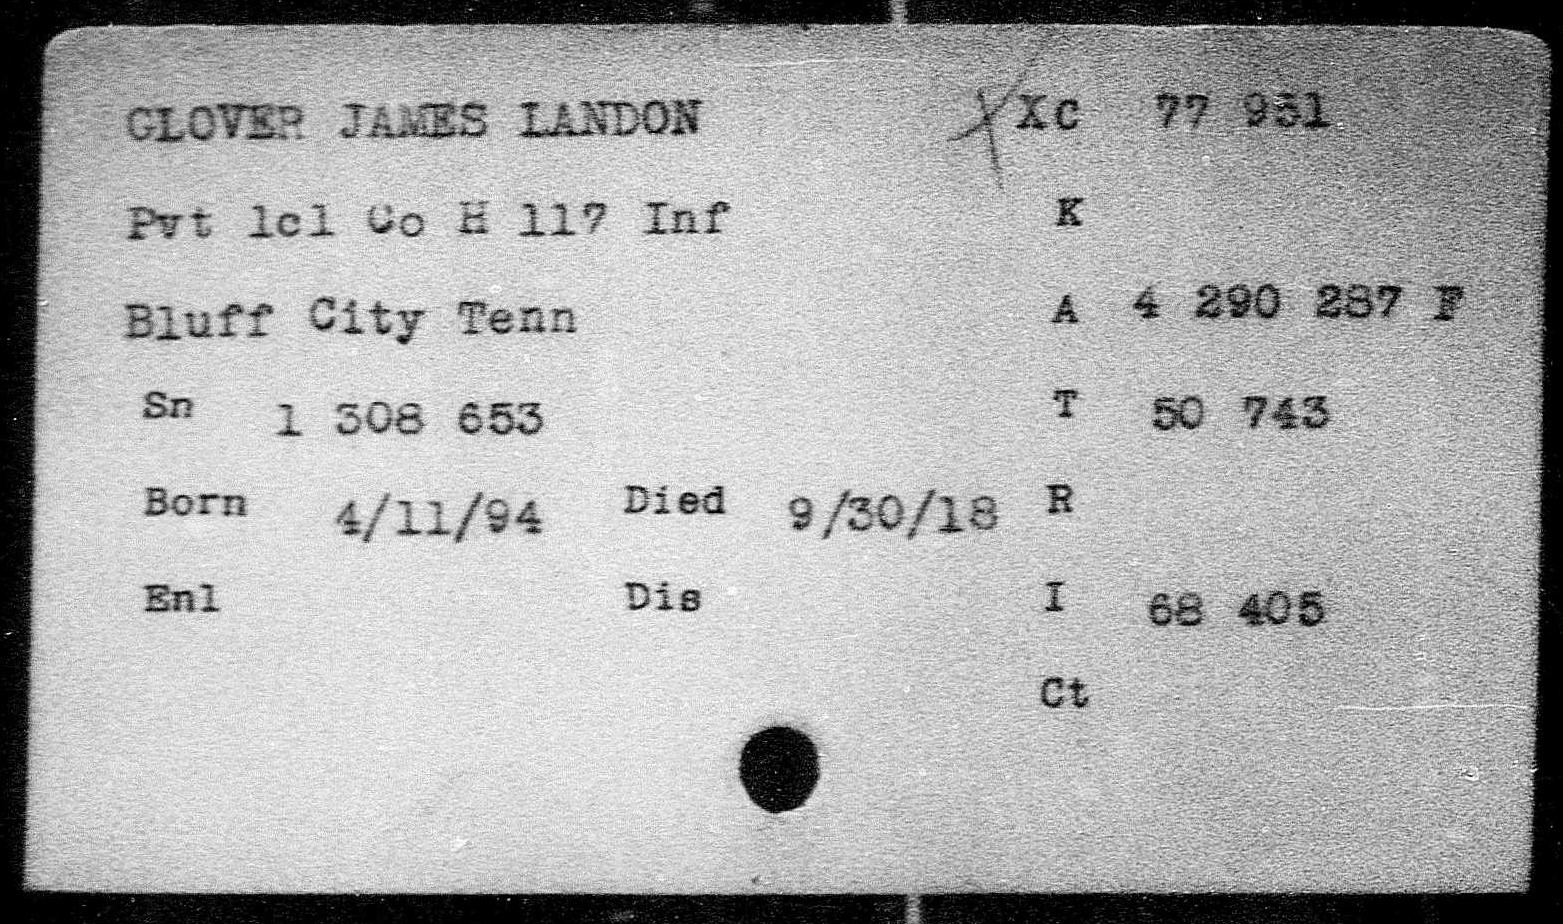 GLOVER JAMES LANDON XC 77 951
Pvt 1cl Co H 117 Inf K
Bluff City Tenn A 4 290 287 F
Sn 1 308 653 T 50 743
Born 4/11/94 Died 9/30/18 R
Enl Dis I 68 405
Ct